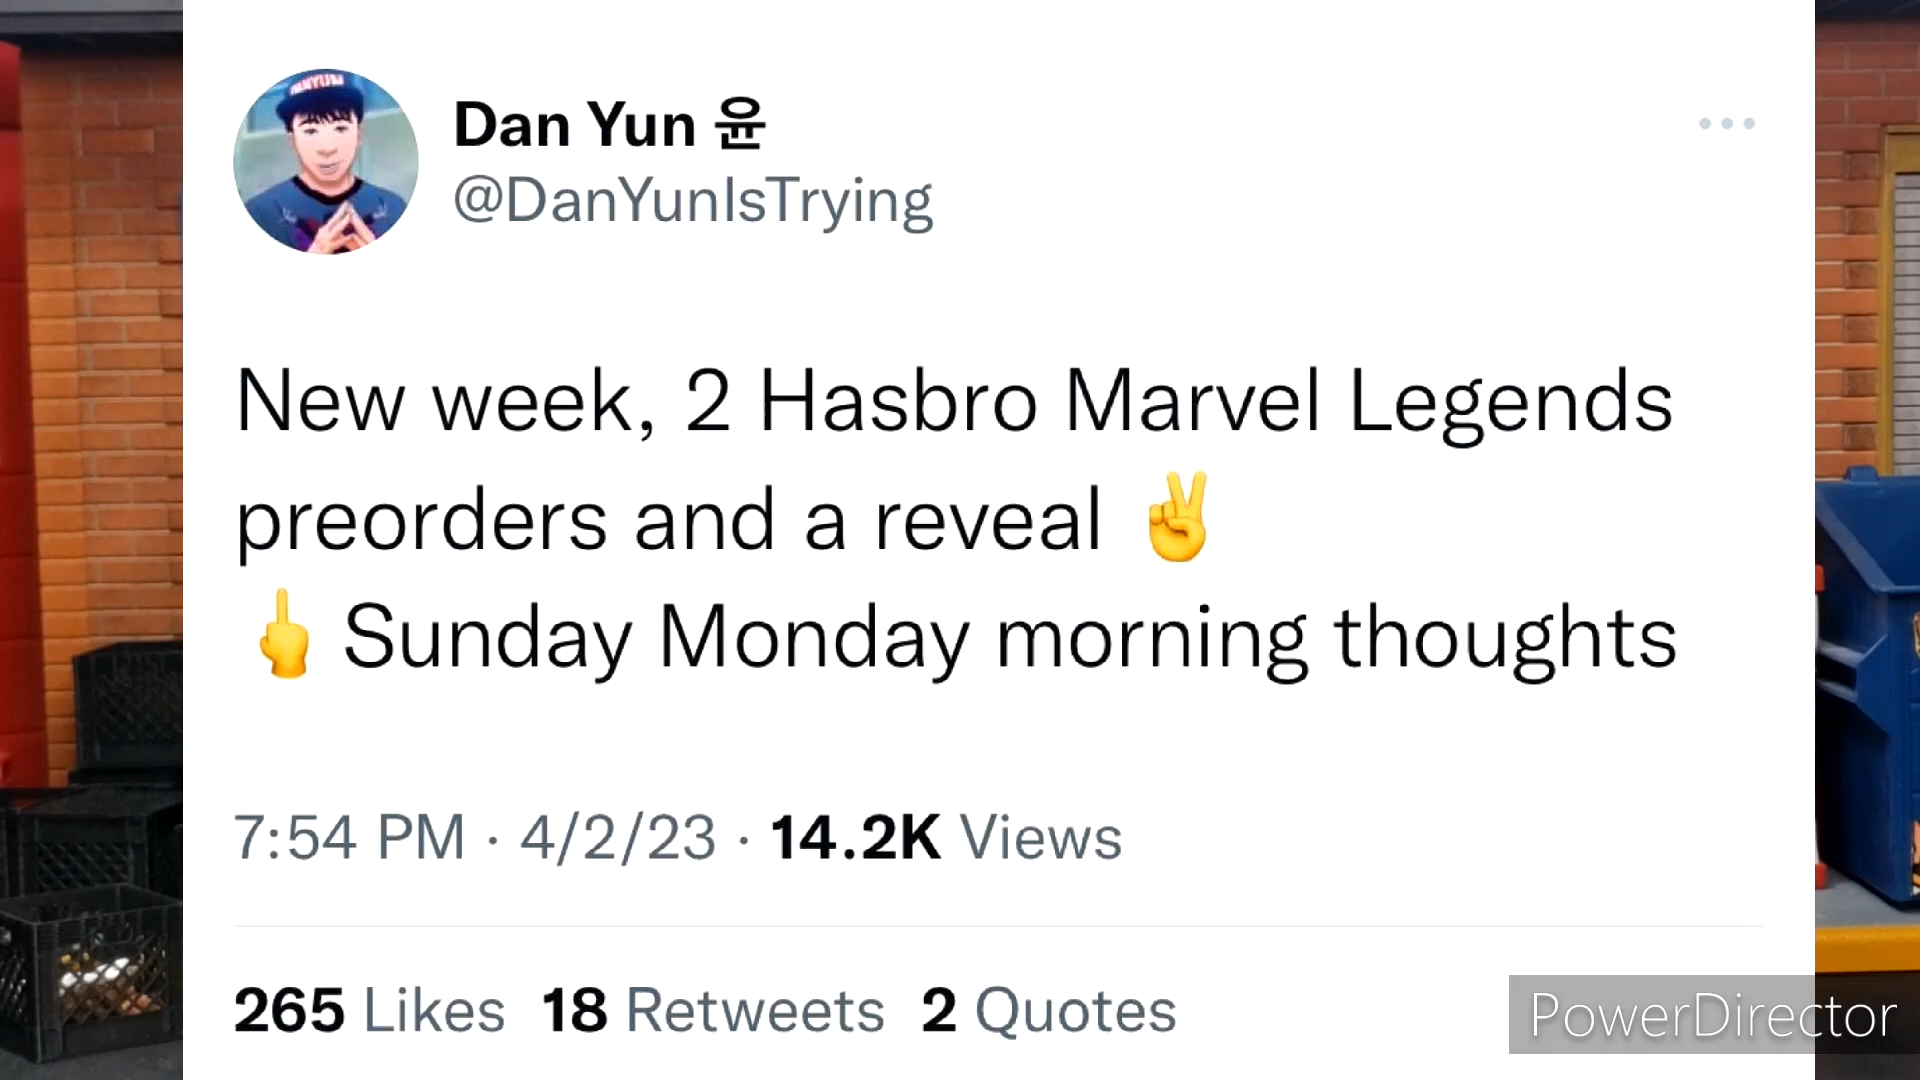 DANYUN
Dan Yun 윤
@DanYunIsTrying
New week, 2 Hasbro Marvel Legends
preorders and a reveal ✌️
🖕 Sunday Monday morning thoughts
7:54 PM · 4/2/23 · 14.2K Views
265 Likes 18 Retweets 2 Quotes
PowerDirector